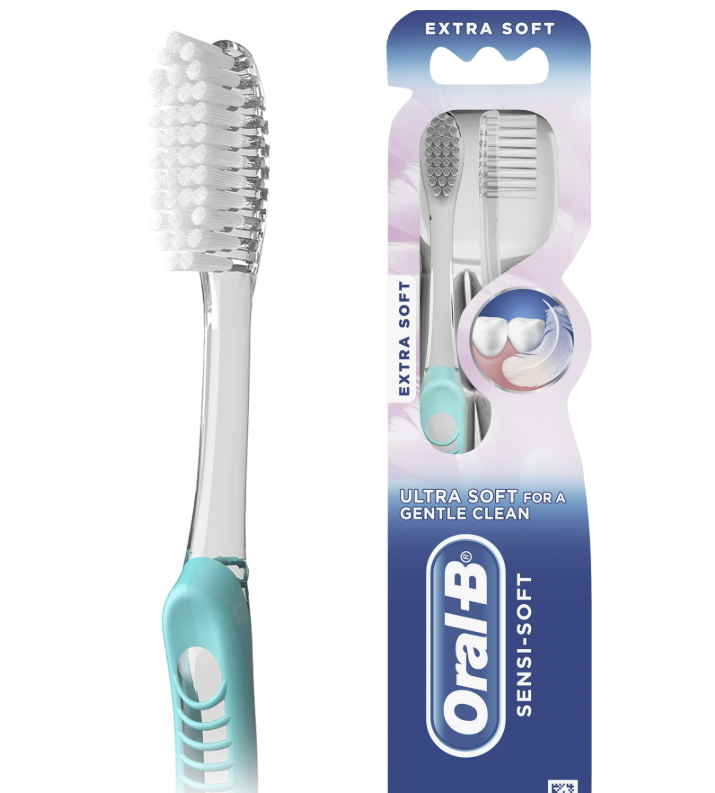 EXTRA SOFT
EXTRA SOFT
ULTRA SOFT FOR A
GENTLE CLEAN
Oral-B®
SENSI-SOFT